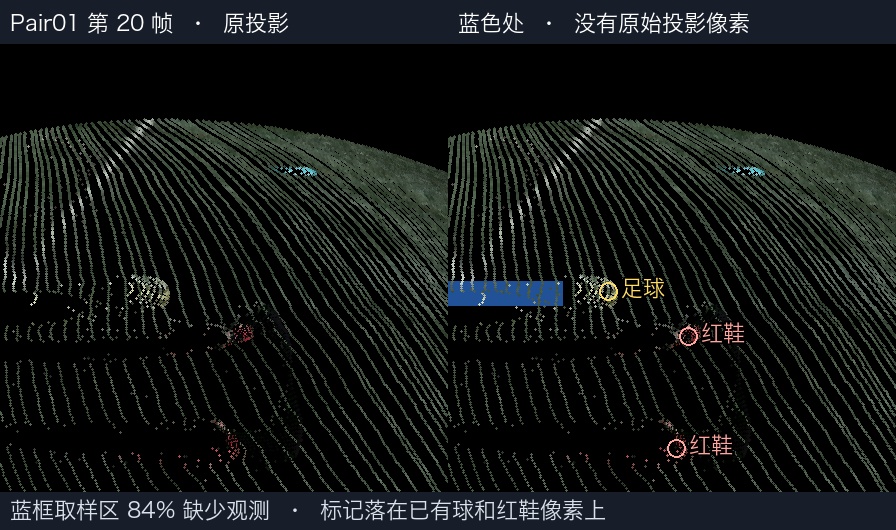 Pair01 第 20 帧 · 原投影
蓝色处 · 没有原始投影像素
足球
红鞋
红鞋
蓝框取样区 84% 缺少观测 · 标记落在已有球和红鞋像素上